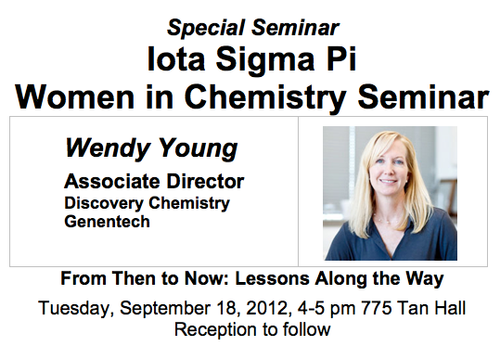 Special Seminar
Iota Sigma Pi
Women in Chemistry Seminar
Wendy Young
Associate Director
Discovery Chemistry
Genentech
From Then to Now: Lessons Along the Way
Tuesday, September 18, 2012, 4-5 pm 775 Tan Hall
Reception to follow